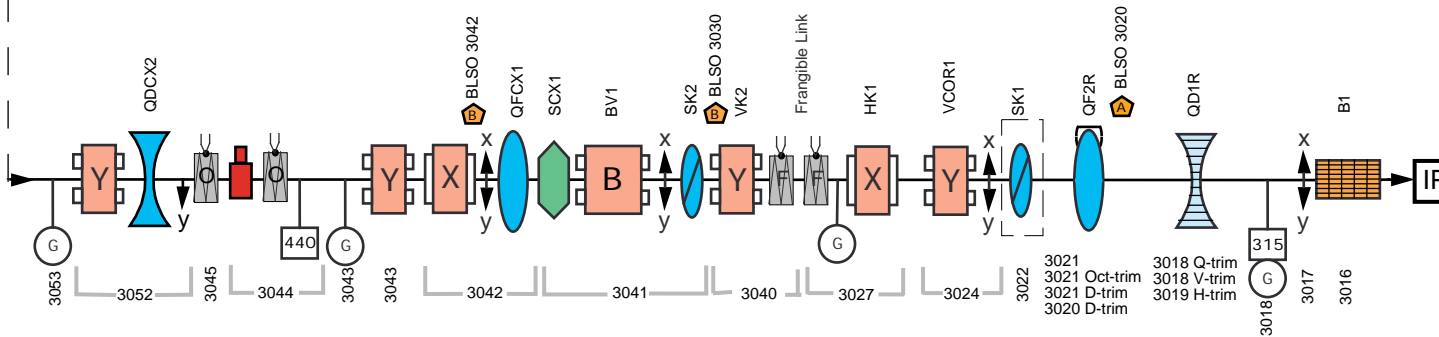 QDCX2
BLSO 3042
QFCX1
SCX1
BV1
SK2
BLSO 3030
VK2
Frangible Link
HK1
VCOR1
SK1
QF2R
BLSO 3020
QD1R
B1
B
B
A
x
x
x
x
Y
O
O
Y
X
B
Y
F
F
X
Y
IP
y
y
y
y
y
G
440
G
G
315
G
3053
3052
3045
3044
3043
3043
3042
3041
3040
3027
3024
3022
3021
3021 Oct-trim
3021 D-trim
3020 D-trim
3018 Q-trim
3018 V-trim
3019 H-trim
3018
3017
3016